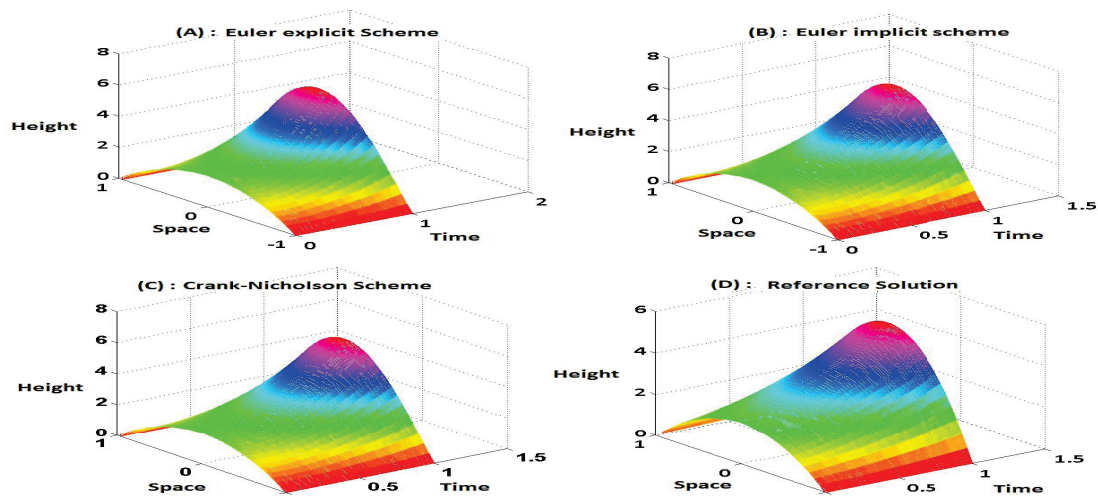 (A) : Euler explicit Scheme
8
6
4
2
0
Height
1
0
-1
Space
0
1
2
Time
(B) : Euler implicit scheme
8
6
4
2
0
Height
1
0
-1
Space
0
0.5
1
1.5
Time
(C) : Crank-Nicholson Scheme
8
6
4
2
0
Height
1
0
Space
0.5
1
1.5
Time
(D) : Reference Solution
6
4
2
0
Height
1
0
Space
0.5
1
1.5
Time